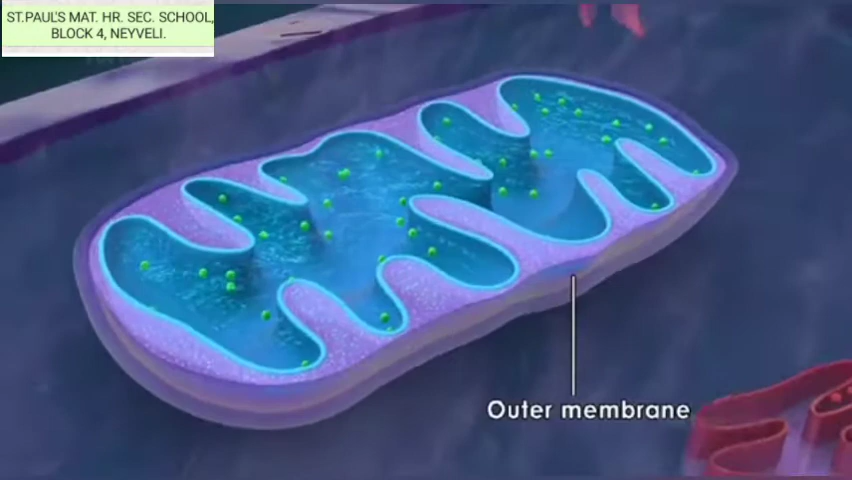 ST.PAUL'S MAT. HR. SEC. SCHOOL,
BLOCK 4, NEYVELI.
Outer membrane